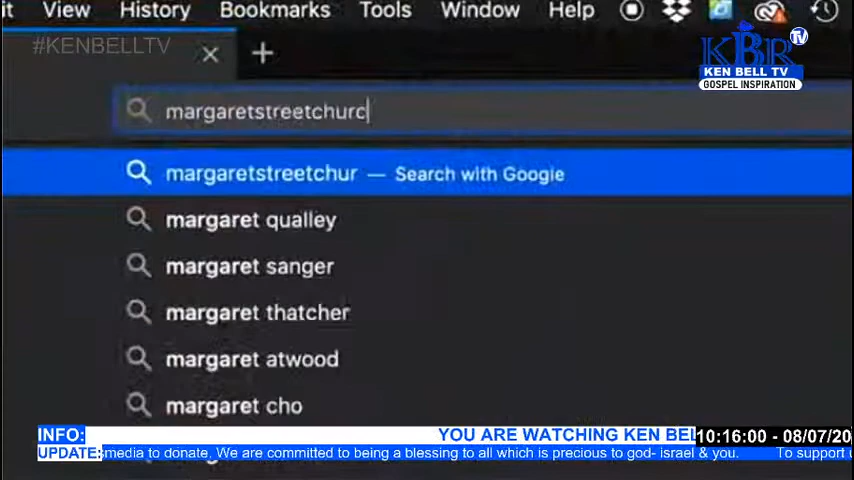 it View History Bookmarks Tools Window Help
#KENBELLTV
KBR TV
KEN BELL TV
GOSPEL INSPIRATION
margaretstreetchurc
margaretstreetchur — Search with Google
margaret qualley
margaret sanger
margaret thatcher
margaret atwood
margaret cho
INFO: YOU ARE WATCHING KEN BEL 10:16:00 - 08/07/20
UPDATE: media to donate, We are committed to being a blessing to all which is precious to god- israel & you. To support